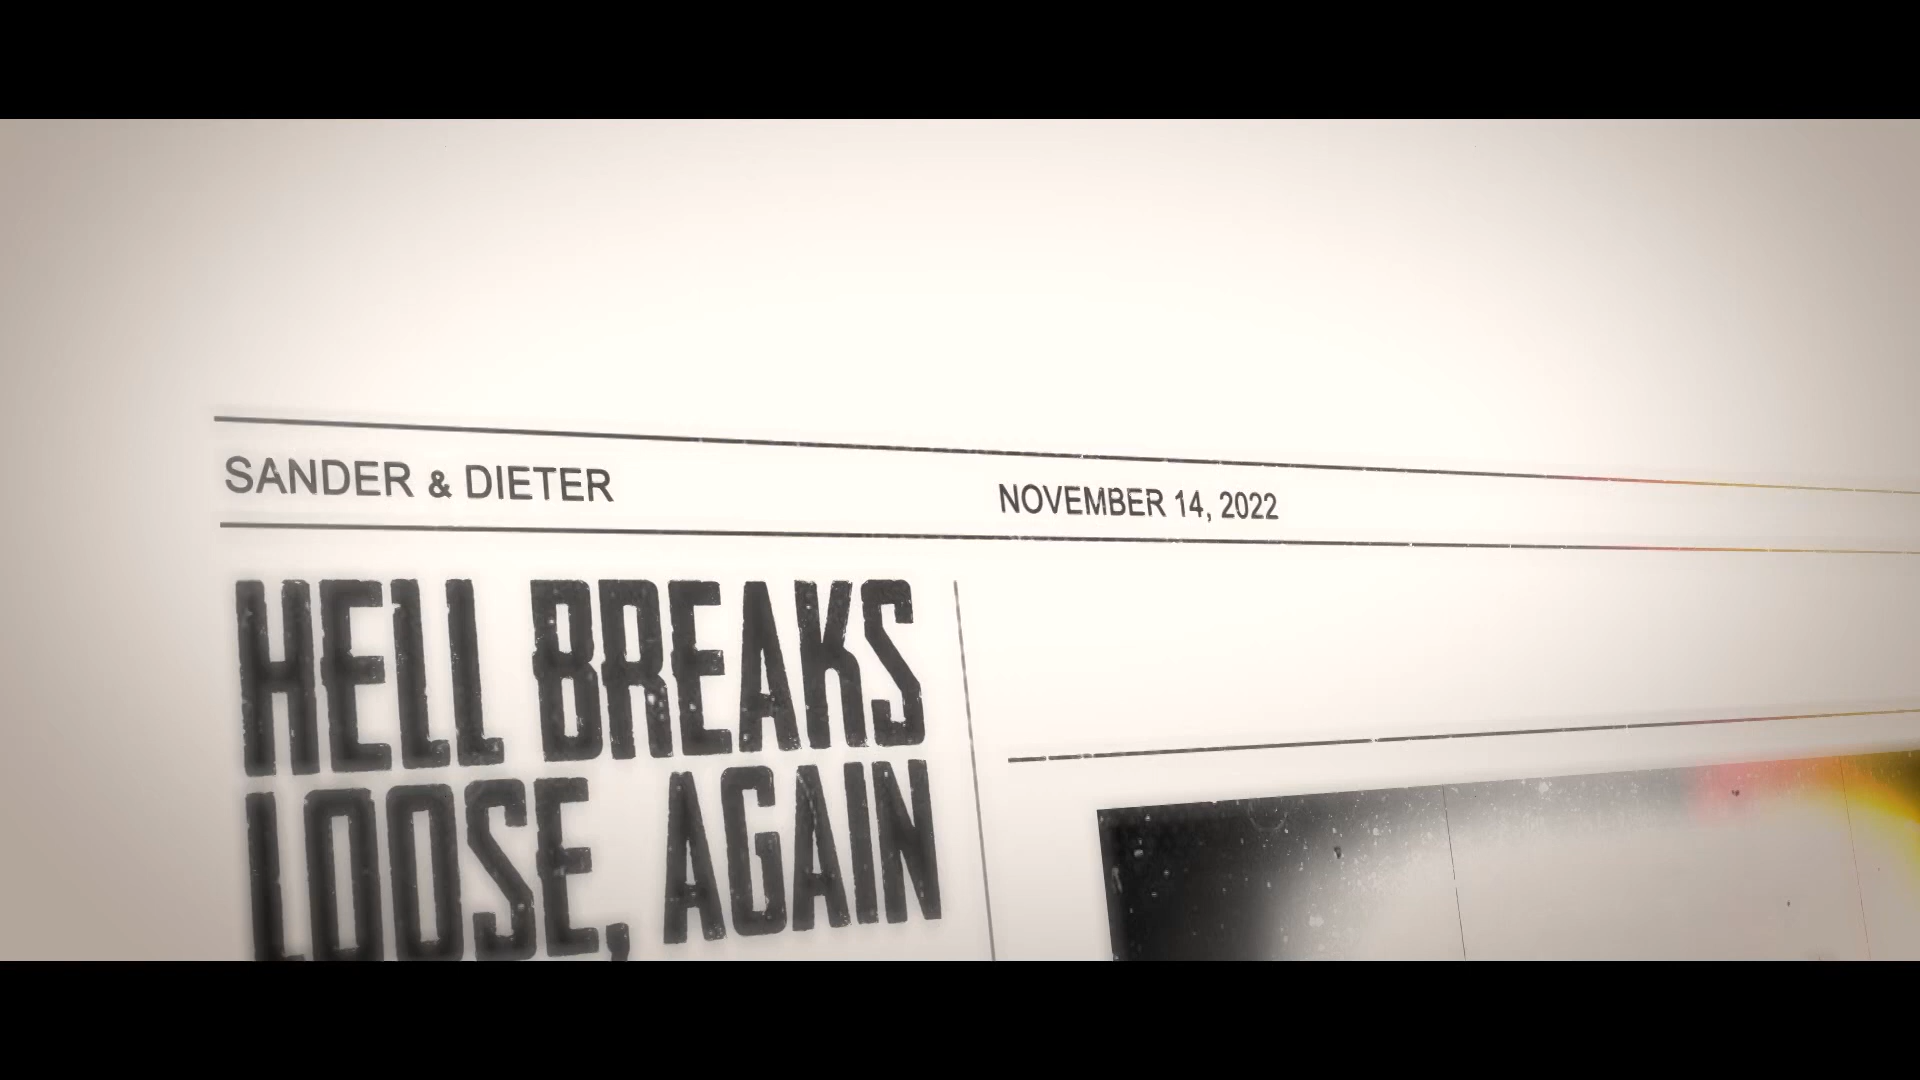 SANDER & DIETER
NOVEMBER 14, 2022
HELL BREAKS
LOOSE, AGAIN